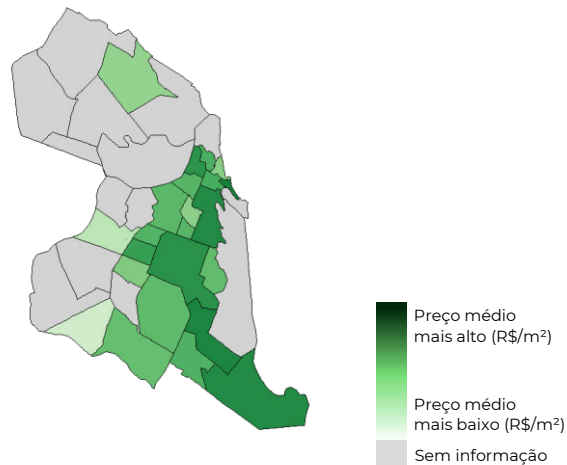 Preço médio
mais alto (R$/m²)
Preço médio
mais baixo (R$/m²)
Sem informação